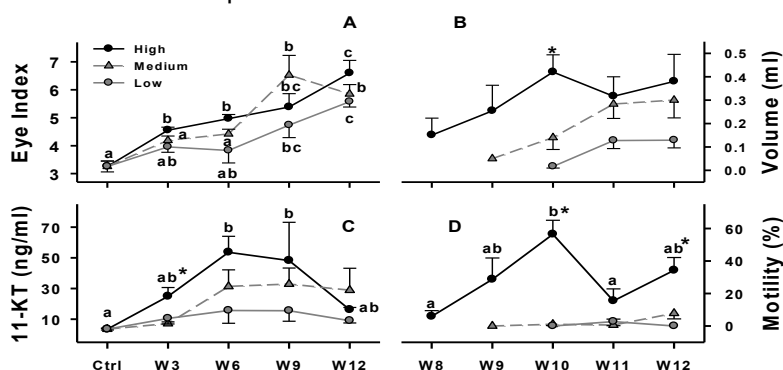 A
B
High
Medium
Low
Eye Index
7
6
5
4
3
a
b
a
ab
b
a
ab
b
bc
bc
c
b
c
*
0.5
0.4
0.3
0.2
0.1
0.0
Volume (ml)
C
D
11-KT (ng/ml)
70
50
30
10
a
ab*
b
b
ab
a
ab
b*
a
ab*
60
40
20
0
Motility (%)
Ctrl W3 W6 W9 W12
W8 W9 W10 W11 W12